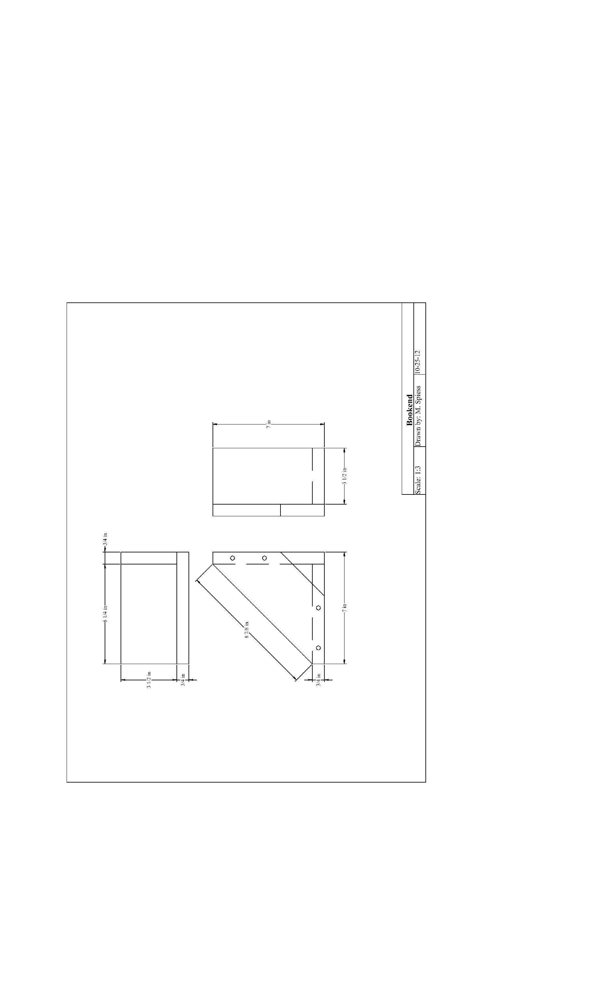 3/4 in
6 1/4 in
3 1/2 in
3/4 in
8 7/8 in
3/4 in
7 in
7 in
3 1/2 in
Bookend
Scale: 1:3 Drawn by: M. Spiess 10-25-12